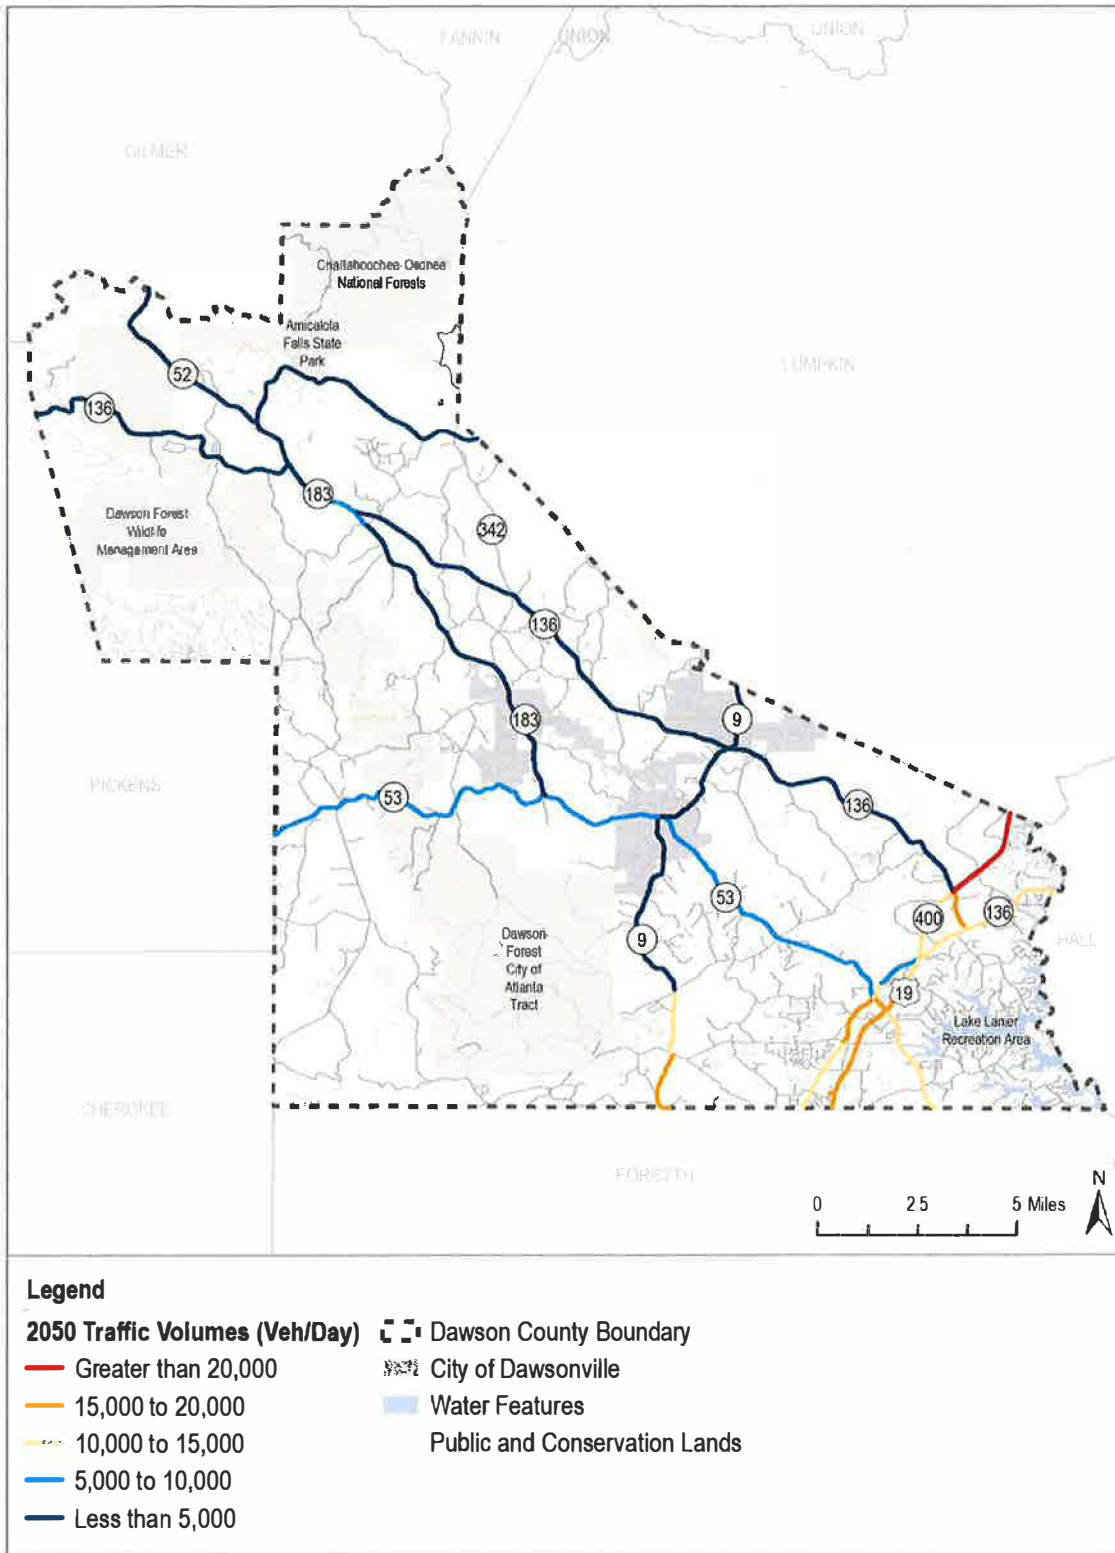 FANNIN
UNION
UNION
GILMER
Chattahoochee-Oconee
National Forests
Amicalola
Falls State
Park
LUMPKIN
52
136
183
Dawson Forest
Wildlife
Management Area
342
136
183
9
PICKENS
53
136
53
400
136
9
HALL
Dawson
Forest
City of
Atlanta
Tract
19
Lake Lanier
Recreation Area
CHEROKEE
FORSYTH
N
0 2.5 5 Miles
Legend
2050 Traffic Volumes (Veh/Day)
Greater than 20,000
15,000 to 20,000
10,000 to 15,000
5,000 to 10,000
Less than 5,000
Dawson County Boundary
City of Dawsonville
Water Features
Public and Conservation Lands